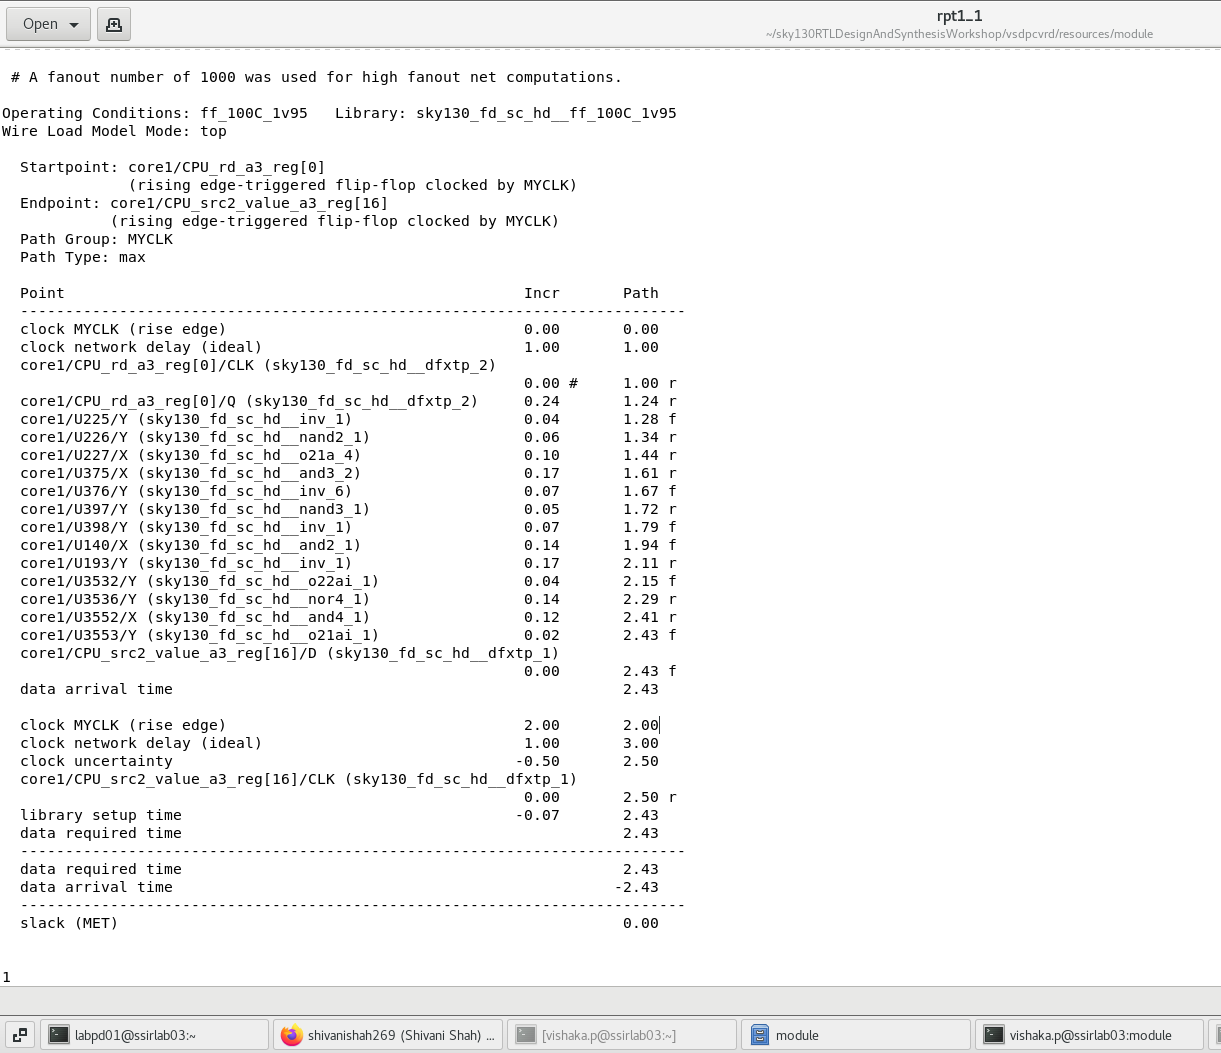 Open
rpt1_1
~/sky130RTLDesignAndSynthesisWorkshop/vsdpcvrd/resources/module
# A fanout number of 1000 was used for high fanout net computations.
Operating Conditions: ff_100C_1v95   Library: sky130_fd_sc_hd__ff_100C_1v95
Wire Load Model Mode: top
Startpoint: core1/CPU_rd_a3_reg[0]
(rising edge-triggered flip-flop clocked by MYCLK)
Endpoint: core1/CPU_src2_value_a3_reg[16]
(rising edge-triggered flip-flop clocked by MYCLK)
Path Group: MYCLK
Path Type: max
Point Incr Path
--------------------------------------------------------------------------
clock MYCLK (rise edge) 0.00 0.00
clock network delay (ideal) 1.00 1.00
core1/CPU_rd_a3_reg[0]/CLK (sky130_fd_sc_hd__dfxtp_2)
0.00 # 1.00 r
core1/CPU_rd_a3_reg[0]/Q (sky130_fd_sc_hd__dfxtp_2) 0.24 1.24 r
core1/U225/Y (sky130_fd_sc_hd__inv_1) 0.04 1.28 f
core1/U226/Y (sky130_fd_sc_hd__nand2_1) 0.06 1.34 r
core1/U227/X (sky130_fd_sc_hd__o21a_4) 0.10 1.44 r
core1/U375/X (sky130_fd_sc_hd__and3_2) 0.17 1.61 r
core1/U376/Y (sky130_fd_sc_hd__inv_6) 0.07 1.67 f
core1/U397/Y (sky130_fd_sc_hd__nand3_1) 0.05 1.72 r
core1/U398/Y (sky130_fd_sc_hd__inv_1) 0.07 1.79 f
core1/U140/X (sky130_fd_sc_hd__and2_1) 0.14 1.94 f
core1/U193/Y (sky130_fd_sc_hd__inv_1) 0.17 2.11 r
core1/U3532/Y (sky130_fd_sc_hd__o22ai_1) 0.04 2.15 f
core1/U3536/Y (sky130_fd_sc_hd__nor4_1) 0.14 2.29 r
core1/U3552/X (sky130_fd_sc_hd__and4_1) 0.12 2.41 r
core1/U3553/Y (sky130_fd_sc_hd__o21ai_1) 0.02 2.43 f
core1/CPU_src2_value_a3_reg[16]/D (sky130_fd_sc_hd__dfxtp_1)
0.00 2.43 f
data arrival time 2.43
clock MYCLK (rise edge) 2.00 2.00
clock network delay (ideal) 1.00 3.00
clock uncertainty -0.50 2.50
core1/CPU_src2_value_a3_reg[16]/CLK (sky130_fd_sc_hd__dfxtp_1)
0.00 2.50 r
library setup time -0.07 2.43
data required time 2.43
--------------------------------------------------------------------------
data required time 2.43
data arrival time -2.43
--------------------------------------------------------------------------
slack (MET) 0.00
1
labpd01@ssirlab03:~
shivanishah269 (Shivani Shah) ...
[vishaka.p@ssirlab03:~]
module
vishaka.p@ssirlab03:module